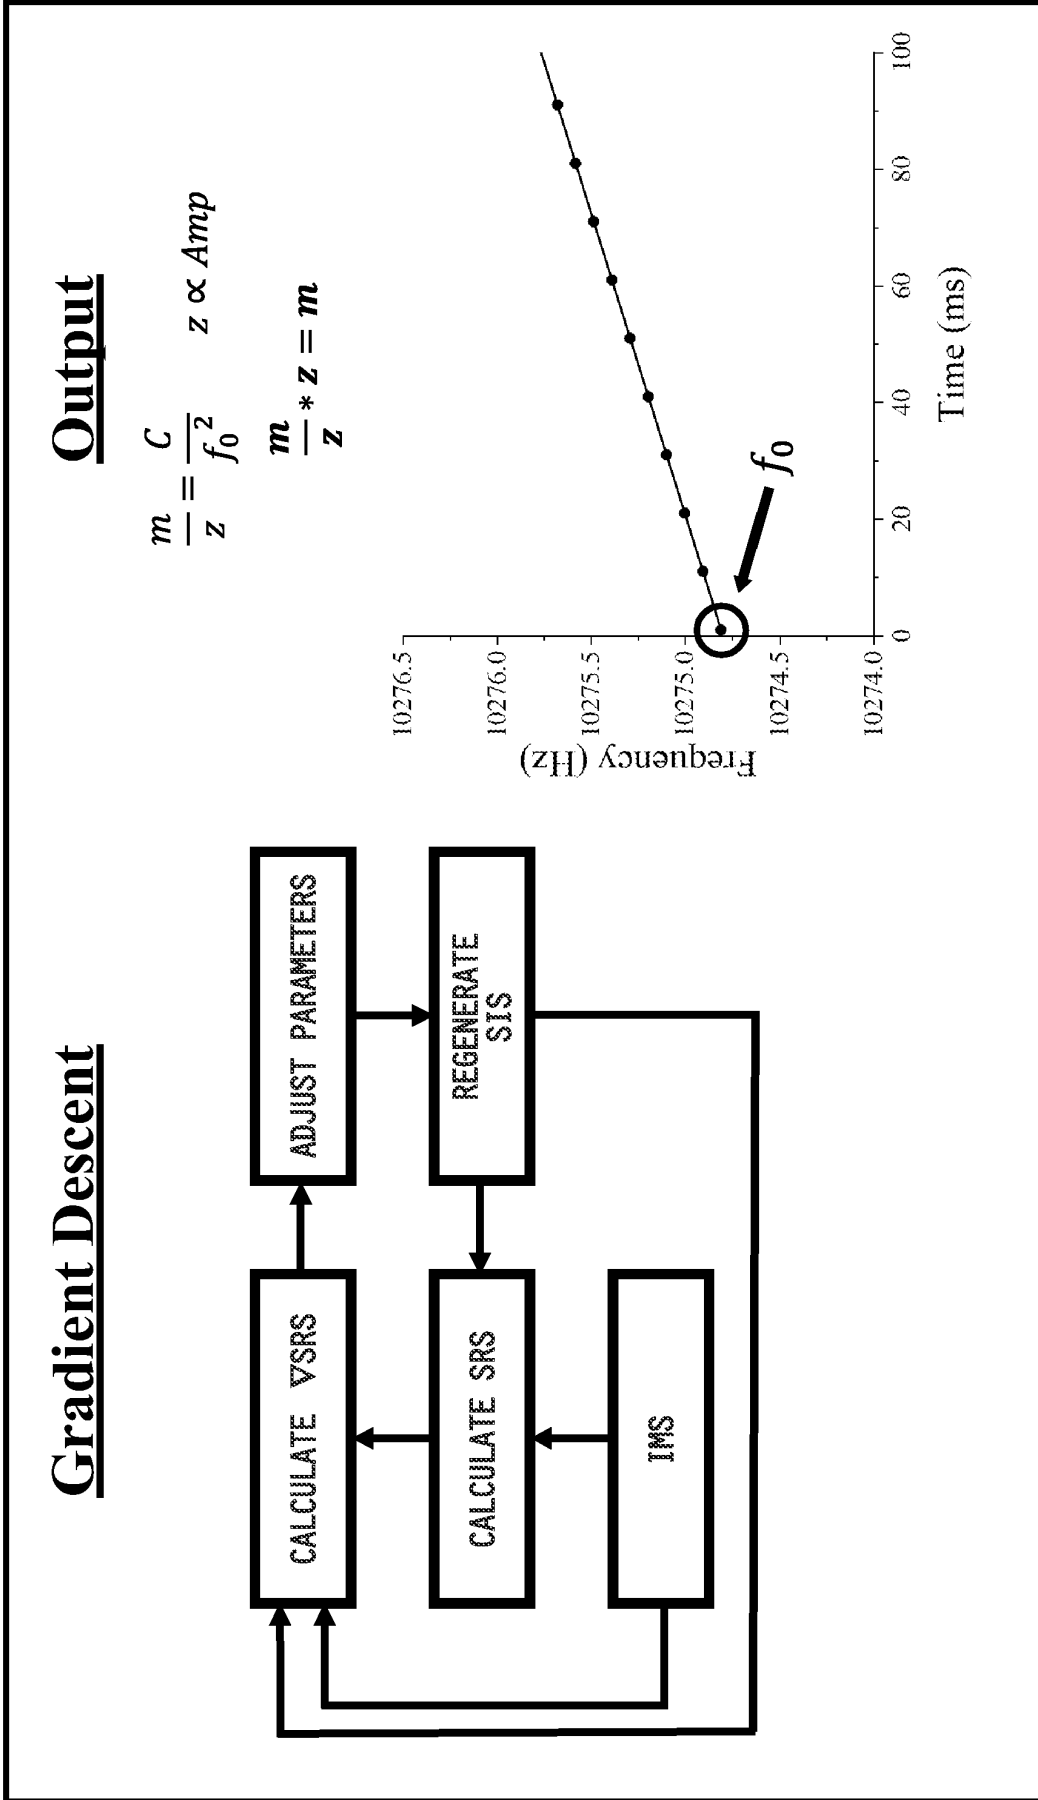 Gradient Descent
CALCULATE ∇SRS
ADJUST PARAMETERS
CALCULATE SRS
REGENERATE
SIS
IMS
Output
m/z = C/f₀² z ∝ Amp
m/z * z = m
Frequency (Hz)
10276.5
10276.0
10275.5
10275.0
10274.5
10274.0
f₀
0 20 40 60 80 100
Time (ms)